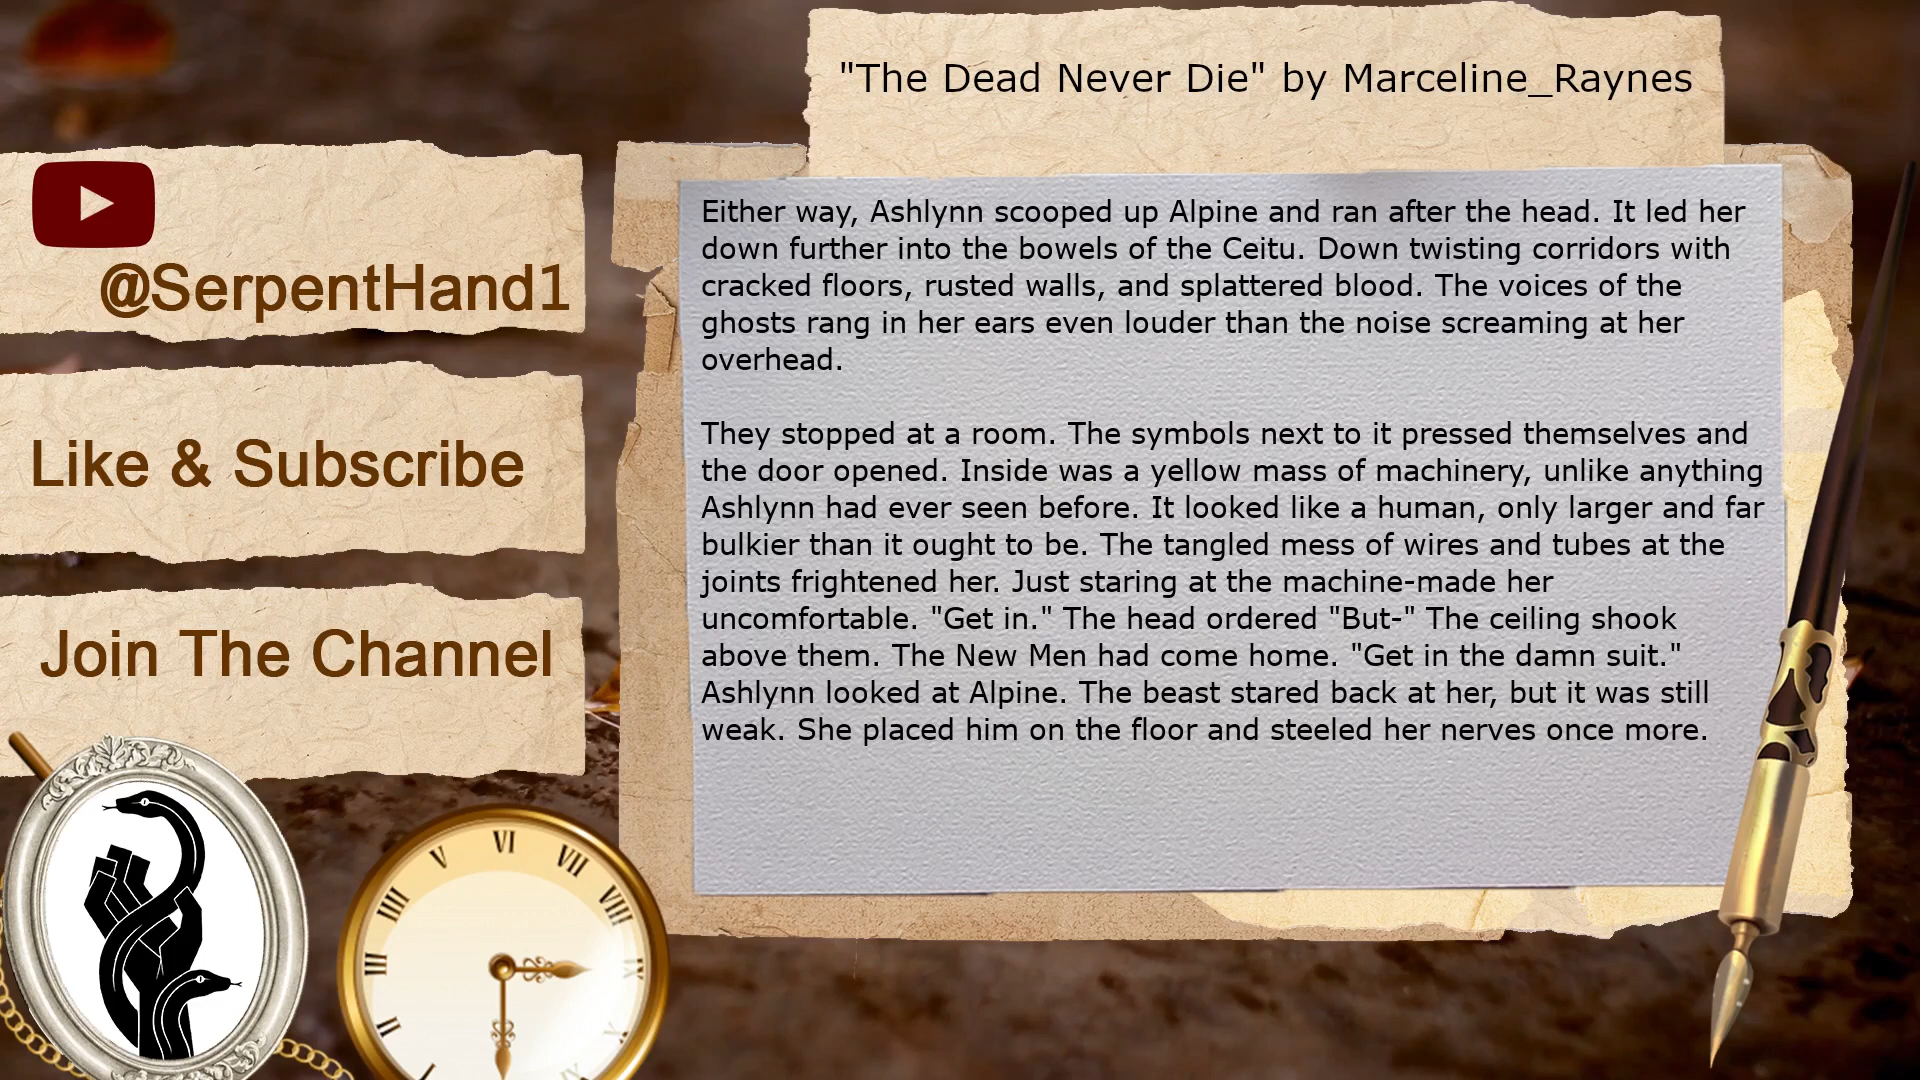 "The Dead Never Die" by Marceline_Raynes
@SerpentHand1
Like & Subscribe
Join The Channel
Either way, Ashlynn scooped up Alpine and ran after the head. It led her
down further into the bowels of the Ceitu. Down twisting corridors with
cracked floors, rusted walls, and splattered blood. The voices of the
ghosts rang in her ears even louder than the noise screaming at her
overhead.
They stopped at a room. The symbols next to it pressed themselves and
the door opened. Inside was a yellow mass of machinery, unlike anything
Ashlynn had ever seen before. It looked like a human, only larger and far
bulkier than it ought to be. The tangled mess of wires and tubes at the
joints frightened her. Just staring at the machine-made her
uncomfortable. "Get in." The head ordered "But-" The ceiling shook
above them. The New Men had come home. "Get in the damn suit."
Ashlynn looked at Alpine. The beast stared back at her, but it was still
weak. She placed him on the floor and steeled her nerves once more.
II
III
IIII
V
VI
VII
VIII
IX